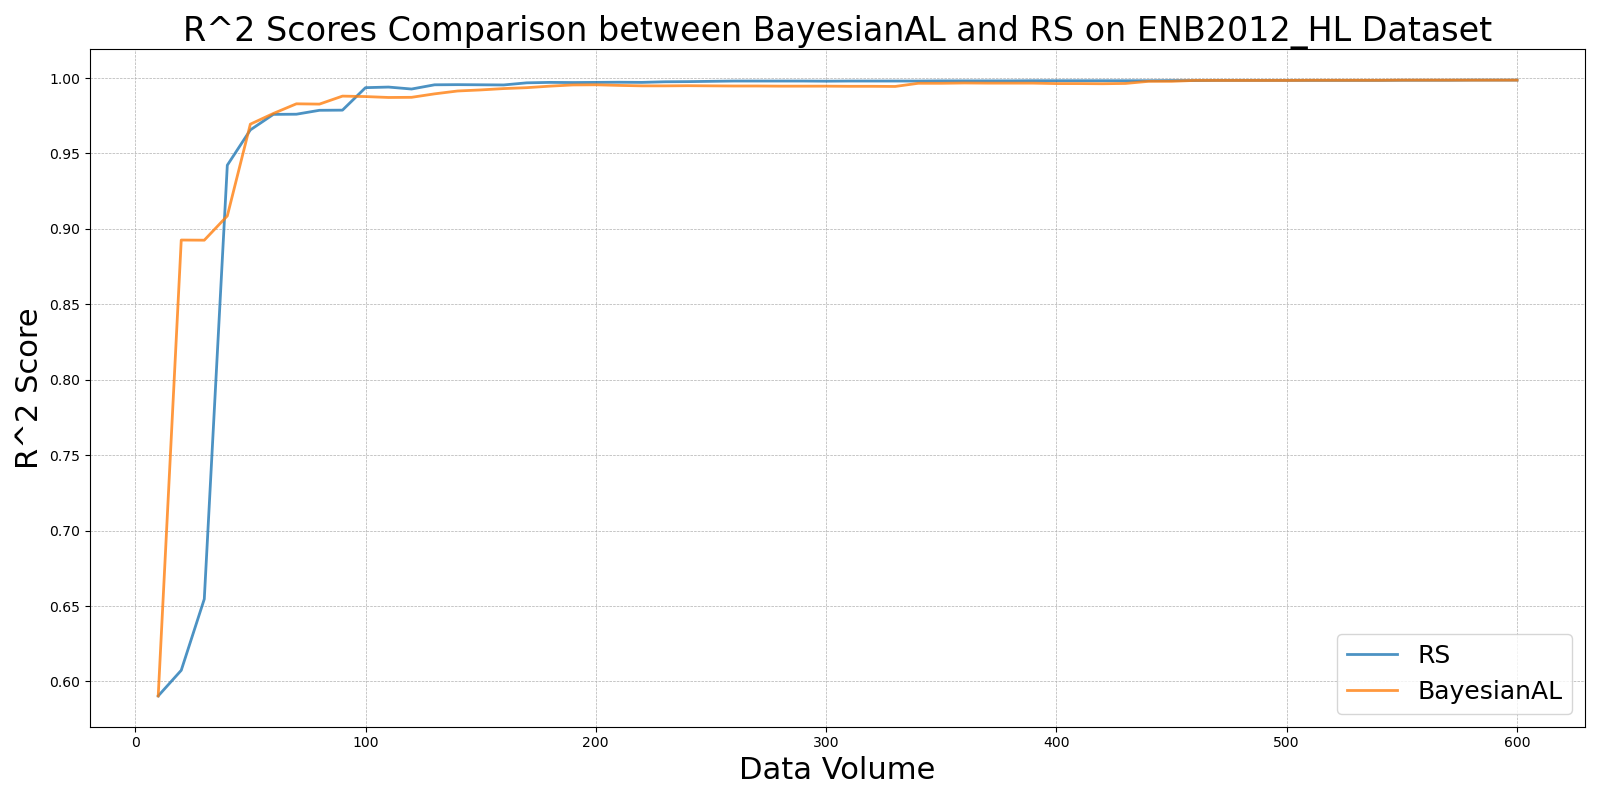 R^2 Scores Comparison between BayesianAL and RS on ENB2012_HL Dataset
R^2 Score
1.00
0.95
0.90
0.85
0.80
0.75
0.70
0.65
0.60
RS
BayesianAL
0 100 200 300 400 500 600
Data Volume